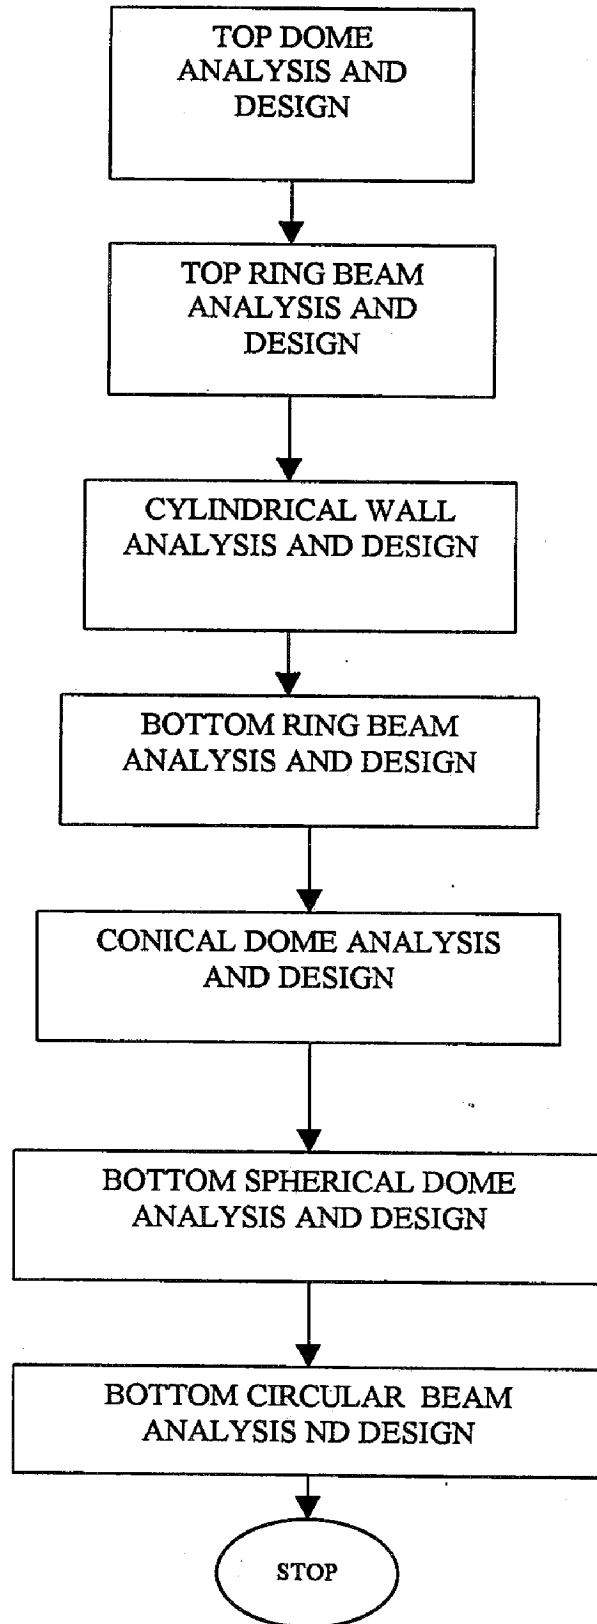 TOP DOME
ANALYSIS AND
DESIGN
TOP RING BEAM
ANALYSIS AND
DESIGN
CYLINDRICAL WALL
ANALYSIS AND DESIGN
BOTTOM RING BEAM
ANALYSIS AND DESIGN
CONICAL DOME ANALYSIS
AND DESIGN
BOTTOM SPHERICAL DOME
ANALYSIS AND DESIGN
BOTTOM CIRCULAR BEAM
ANALYSIS ND DESIGN
STOP